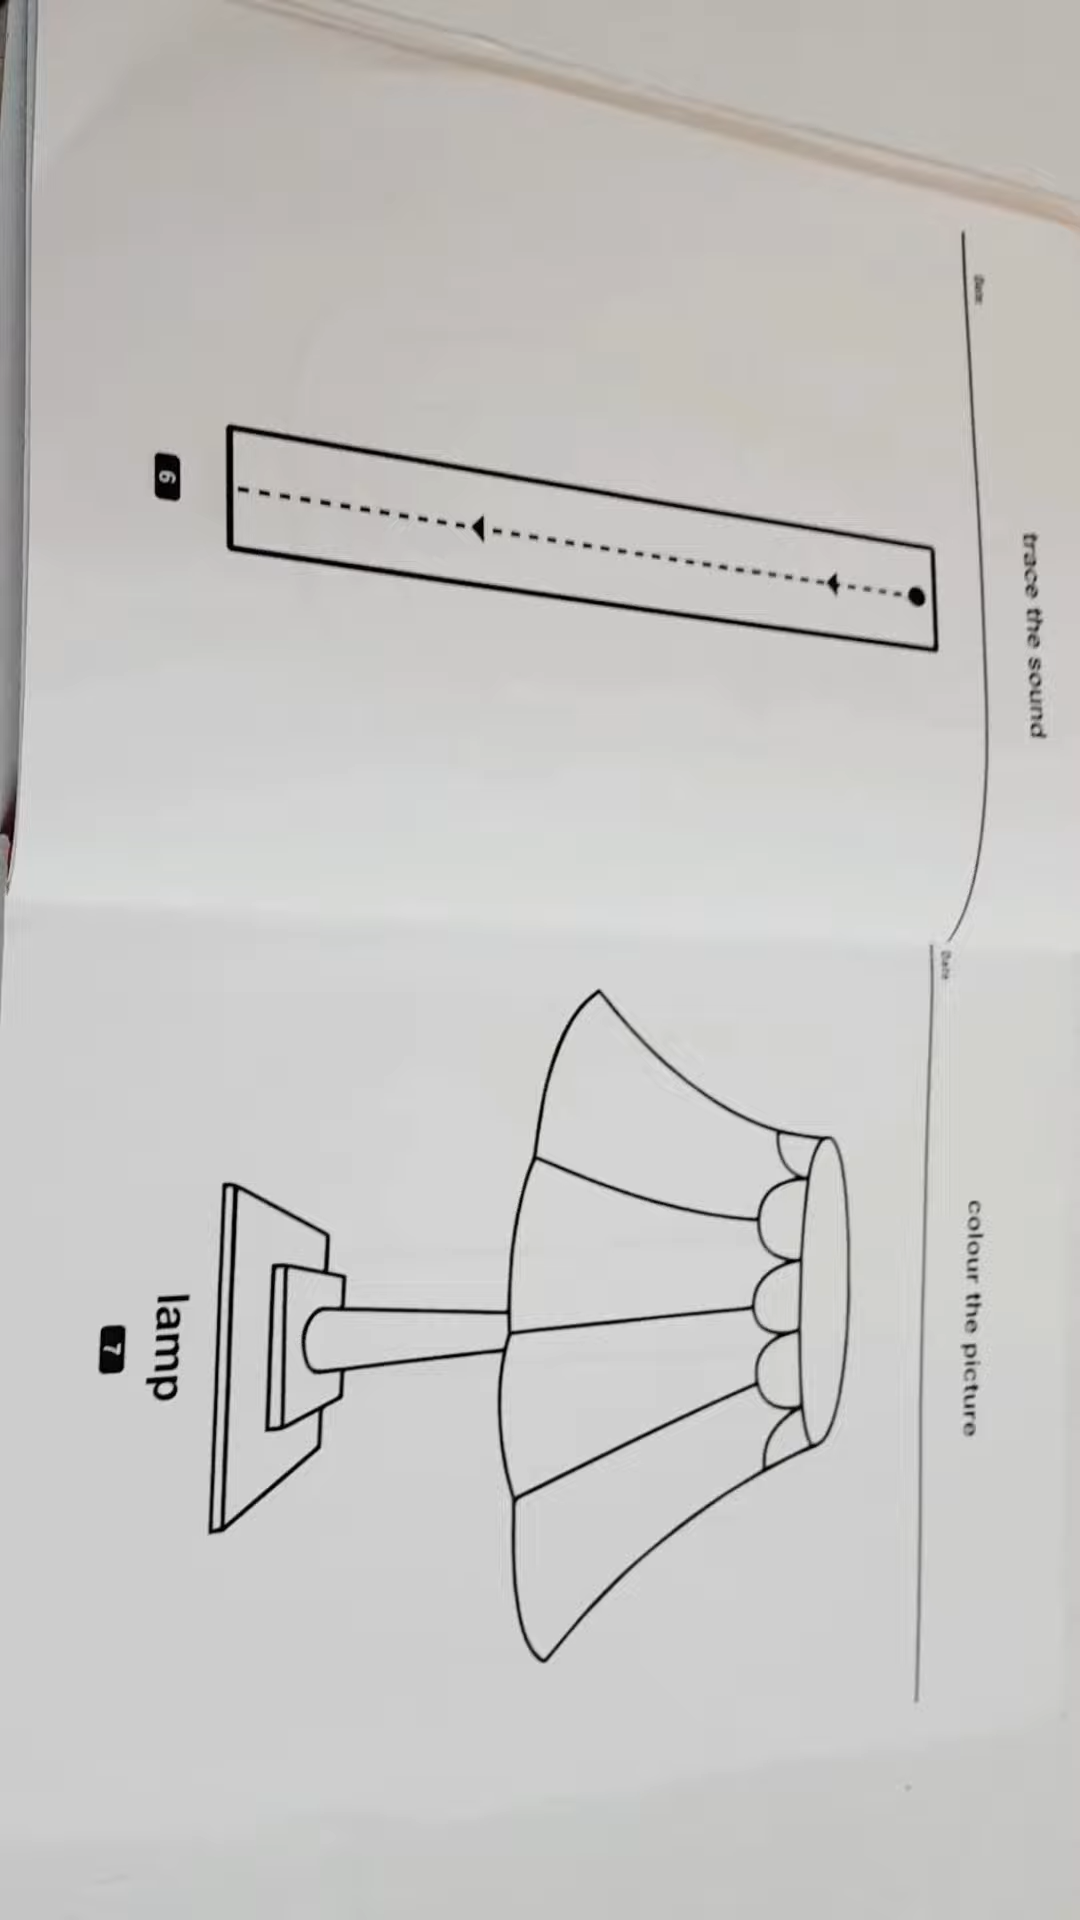 Date:
trace the sound
6
Date
colour the picture
lamp
7